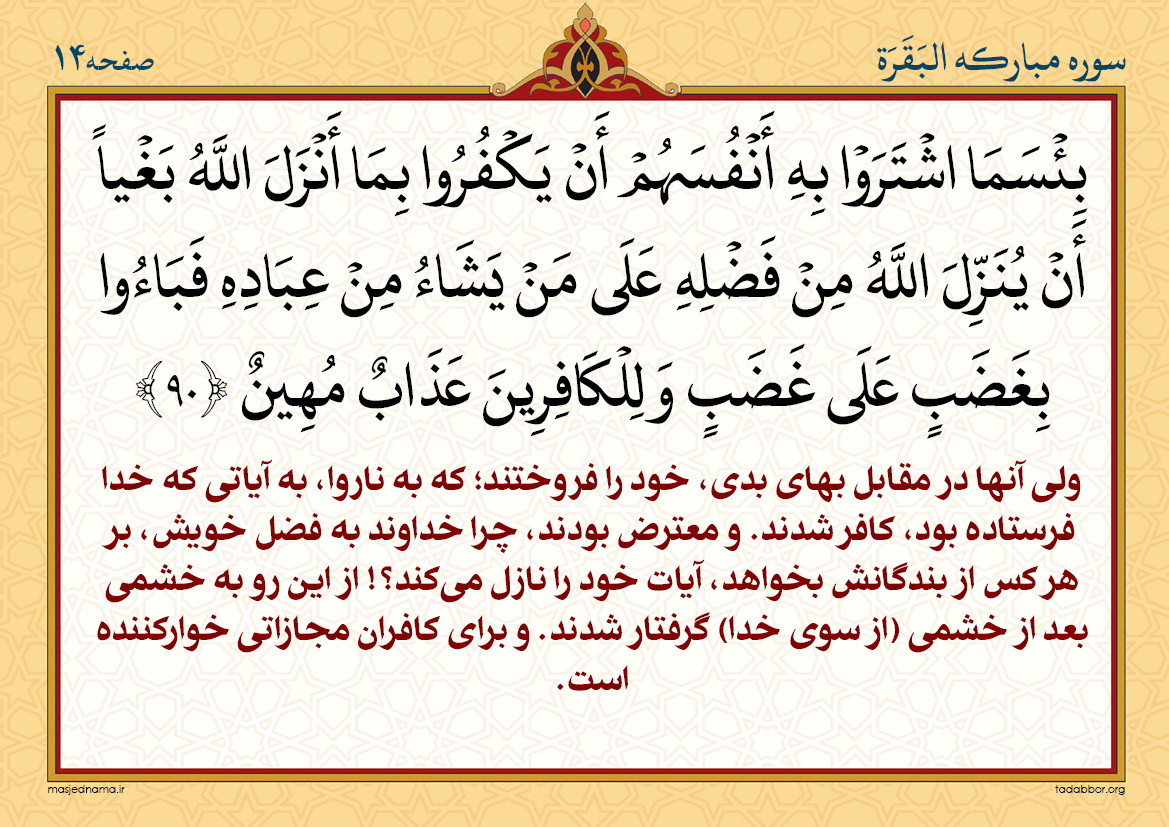 سوره مبارکه البَقَرَة
صفحه۱۴
بِئْسَمَا اشْتَرَوْا بِهِ أَنْفُسَهُمْ أَنْ يَكْفُرُوا بِمَا أَنْزَلَ اللَّهُ بَغْياً
أَنْ يُنَزِّلَ اللَّهُ مِنْ فَضْلِهِ عَلَى مَنْ يَشَاءُ مِنْ عِبَادِهِ فَبَاءُوا
بِغَضَبٍ عَلَى غَضَبٍ وَلِلْكَافِرِينَ عَذَابٌ مُهِينٌ ﴿۹۰﴾
ولی آنها در مقابل بهای بدی، خود را فروختند؛ که به ناروا، به آیاتی که خدا
فرستاده بود، کافر شدند. و معترض بودند، چرا خداوند به فضل خویش، بر
هر کس از بندگانش بخواهد، آیات خود را نازل می‌کند؟! از این رو به خشمی
بعد از خشمی (از سوی خدا) گرفتار شدند. و برای کافران مجازاتی خوارکننده
است.
masjednama.ir
tadabbor.org